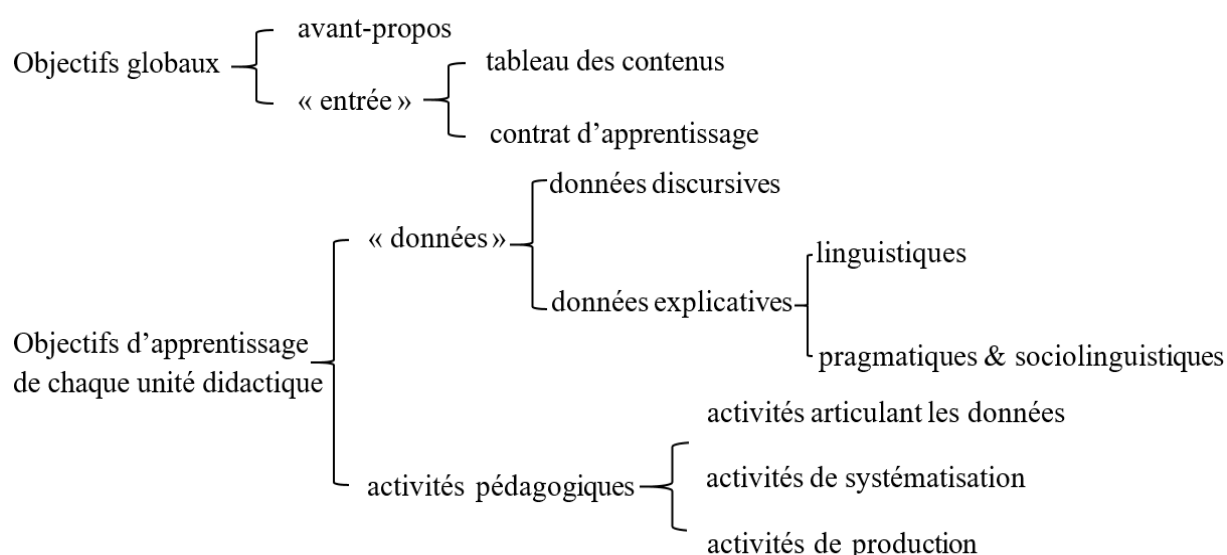 avant-propos
Objectifs globaux
tableau des contenus
« entrée »
contrat d’apprentissage
données discursives
« données »
linguistiques
données explicatives
Objectifs d’apprentissage
de chaque unité didactique
pragmatiques & sociolinguistiques
activités articulant les données
activités de systématisation
activités pédagogiques
activités de production